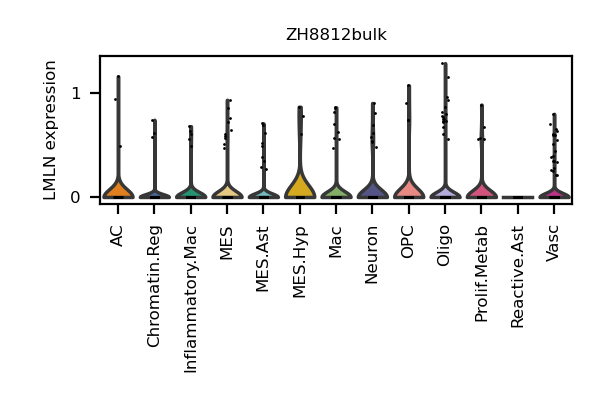 ZH8812bulk
LMLN expression
1
0
AC
Chromatin.Reg
Inflammatory.Mac
MES
MES.Ast
MES.Hyp
Mac
Neuron
OPC
Oligo
Prolif.Metab
Reactive.Ast
Vasc